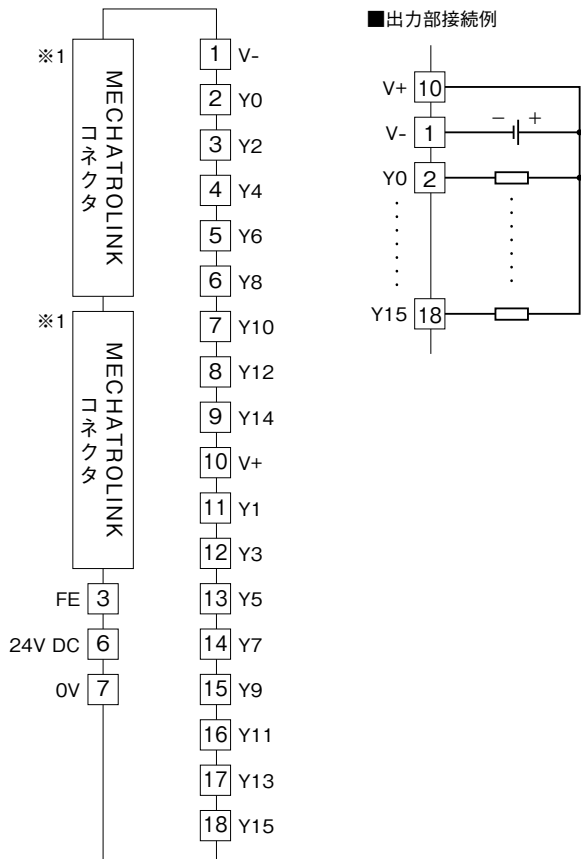 ※1
MECHATROLINK
コネクタ
※1
MECHATROLINK
コネクタ
FE 3
24V DC 6
0V 7
1 V-
2 Y0
3 Y2
4 Y4
5 Y6
6 Y8
7 Y10
8 Y12
9 Y14
10 V+
11 Y1
12 Y3
13 Y5
14 Y7
15 Y9
16 Y11
17 Y13
18 Y15
■出力部接続例
V+ 10
V- 1 − +
Y0 2
Y15 18